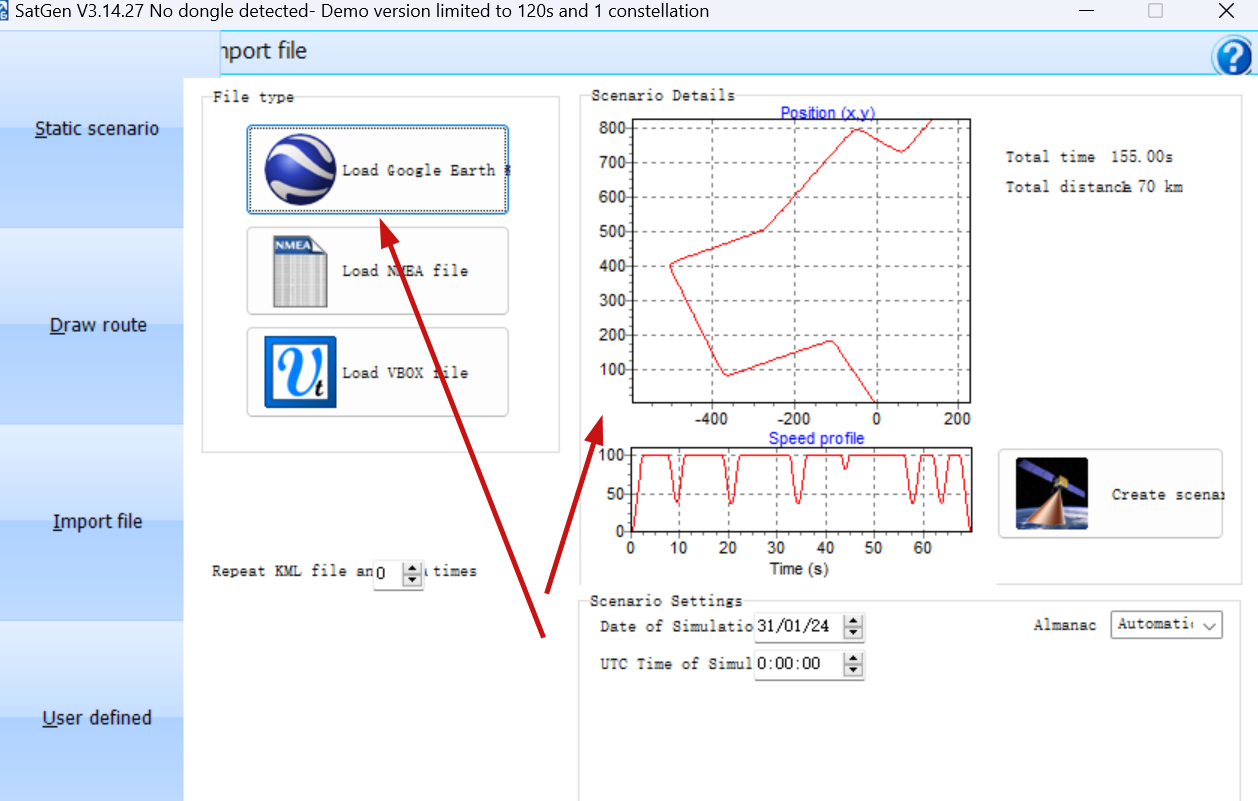 SatGen V3.14.27 No dongle detected- Demo version limited to 120s and 1 constellation
mport file
Static scenario
Draw route
Import file
User defined
File type
Load Google Earth
NMEA
Load NMEA file
Load VBOX file
Repeat KML file an 0 times
Scenario Details
Position (x,y)
800
700
600
500
400
300
200
100
-400 -200 0 200
Speed profile
100
50
0
0 10 20 30 40 50 60
Time (s)
Total time 155.00s
Total distance 70 km
Create scenar
Scenario Settings
Date of Simulatio 31/01/24
Almanac Automatic
UTC Time of Simul 0:00:00